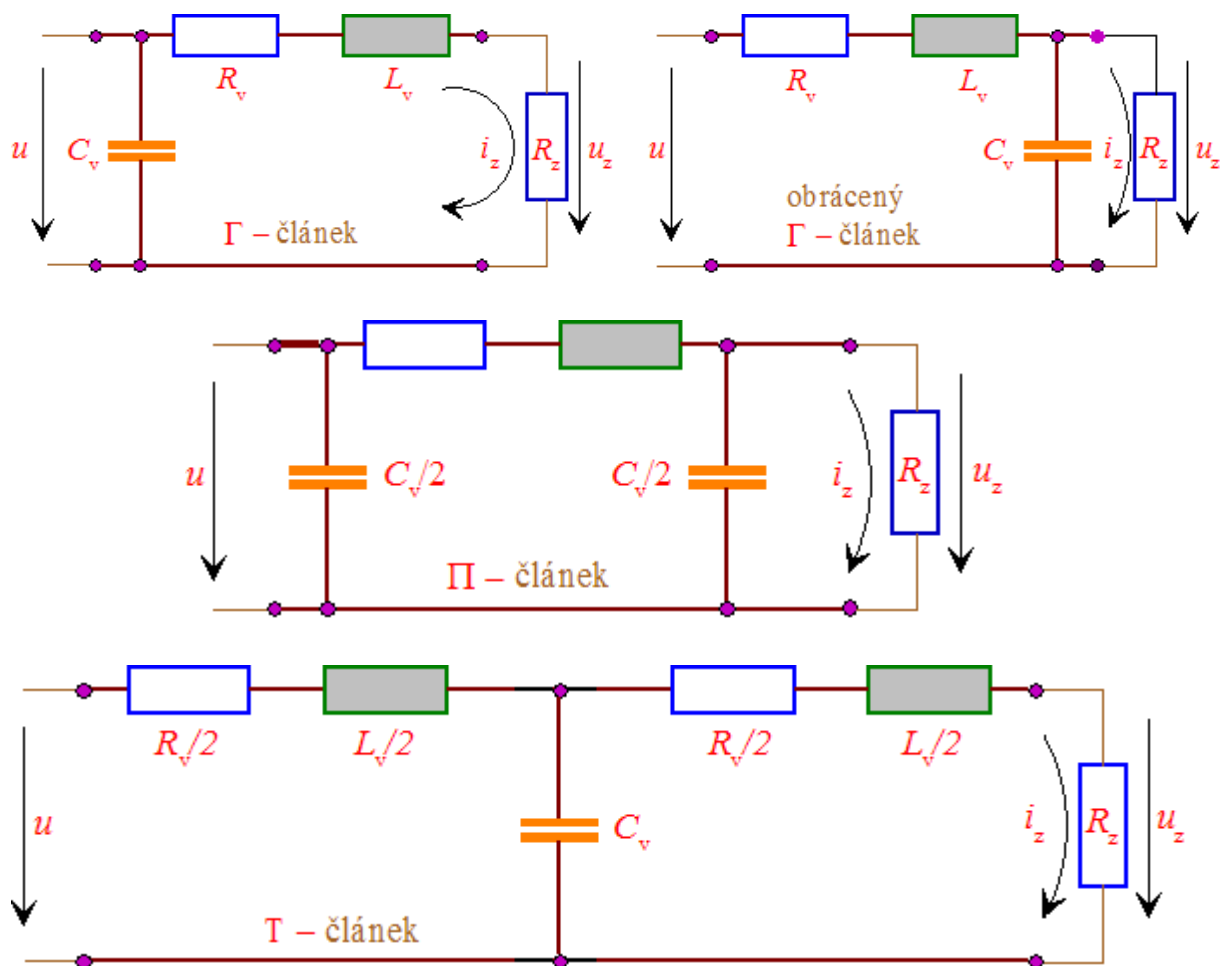 R_v L_v
u C_v i_z R_z u_z
Γ – článek
R_v L_v
u C_v i_z R_z u_z
obrácený
Γ – článek
u C_v/2 C_v/2 i_z R_z u_z
Π – článek
R_v/2 L_v/2 R_v/2 L_v/2
u C_v i_z R_z u_z
T – článek